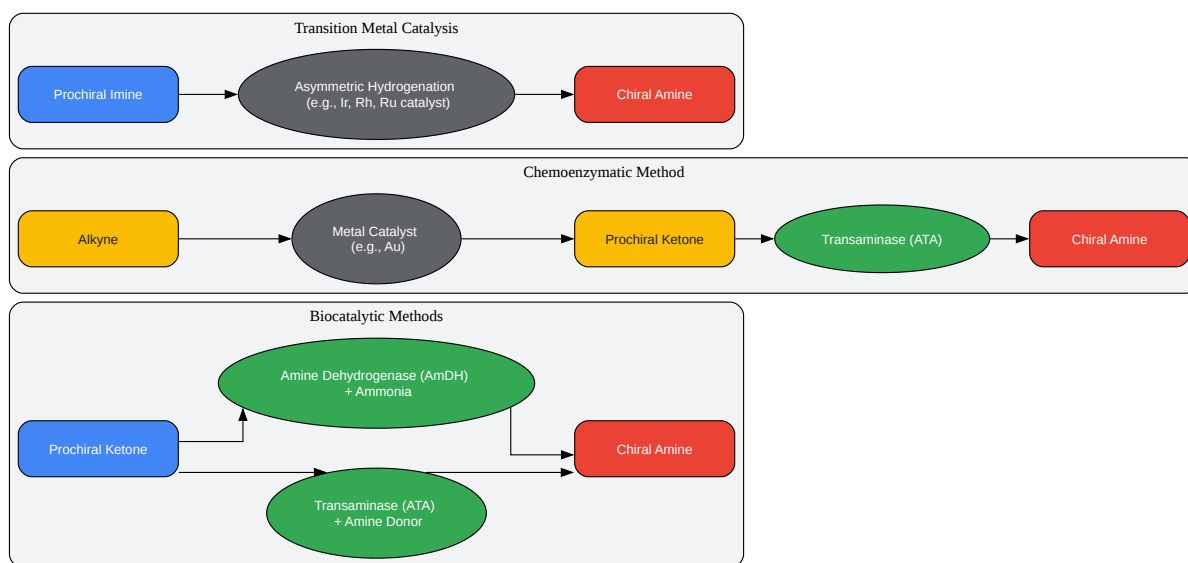 Transition Metal Catalysis
Prochiral Imine
Asymmetric Hydrogenation
(e.g., Ir, Rh, Ru catalyst)
Chiral Amine
Chemoenzymatic Method
Alkyne
Metal Catalyst
(e.g., Au)
Prochiral Ketone
Transaminase (ATA)
Chiral Amine
Biocatalytic Methods
Amine Dehydrogenase (AmDH)
+ Ammonia
Prochiral Ketone
Chiral Amine
Transaminase (ATA)
+ Amine Donor